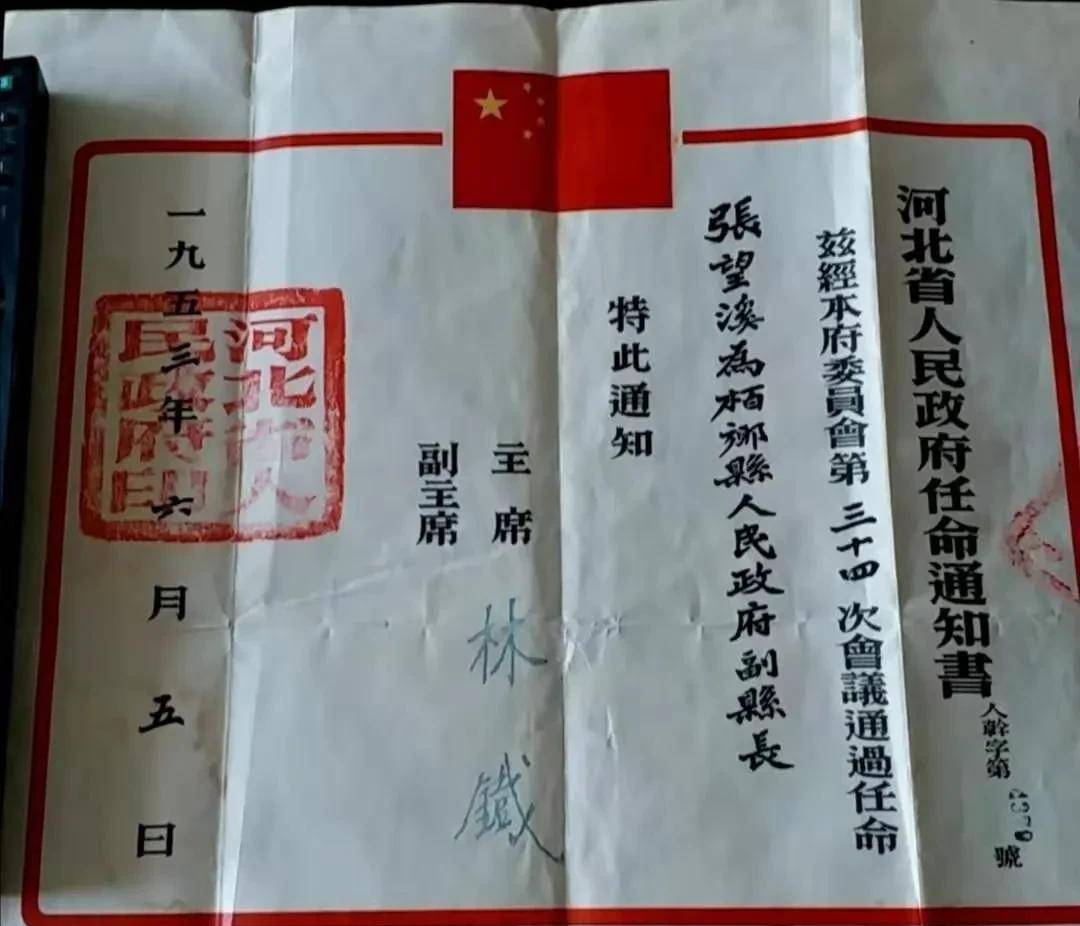 河北省人民政府任命通知書
人幹字第 號
茲經本府委員會第三十四次會議通過任命
張望溪為栢鄉縣人民政府副縣長
特此通知
主席 林鐵
副主席
一九五三年六月五日
河北省人民政府印